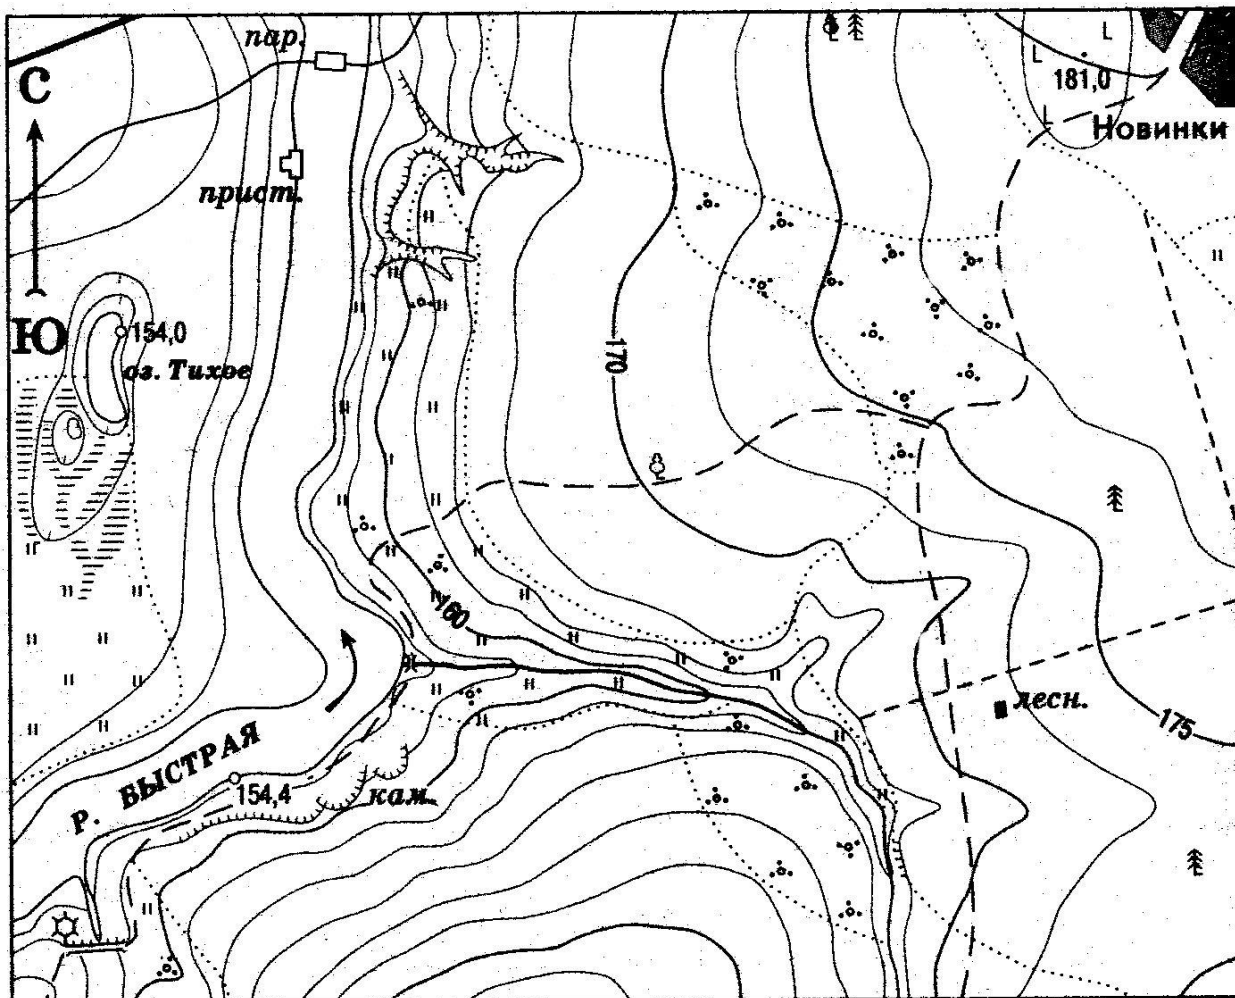 пар.
С
181,0
Новинки
прист.
Ю
154,0
оз. Тихое
170
160
лесн.
175
Р. БЫСТРАЯ
154,4
кам.